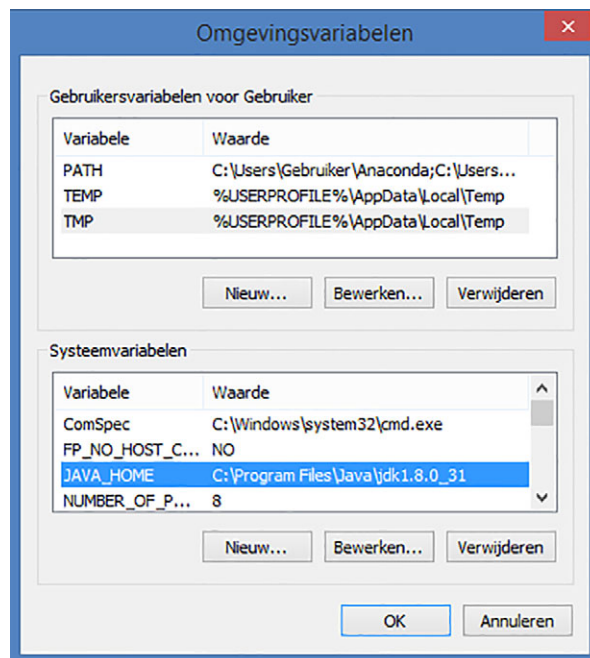 Omgevingsvariabelen
Gebruikersvariabelen voor Gebruiker
Variabele Waarde
PATH C:\Users\Gebruiker\Anaconda;C:\Users...
TEMP %USERPROFILE%\AppData\Local\Temp
TMP %USERPROFILE%\AppData\Local\Temp
Nieuw... Bewerken... Verwijderen
Systeemvariabelen
Variabele Waarde
ComSpec C:\Windows\system32\cmd.exe
FP_NO_HOST_C... NO
JAVA_HOME C:\Program Files\Java\jdk1.8.0_31
NUMBER_OF_P... 8
Nieuw... Bewerken... Verwijderen
OK Annuleren